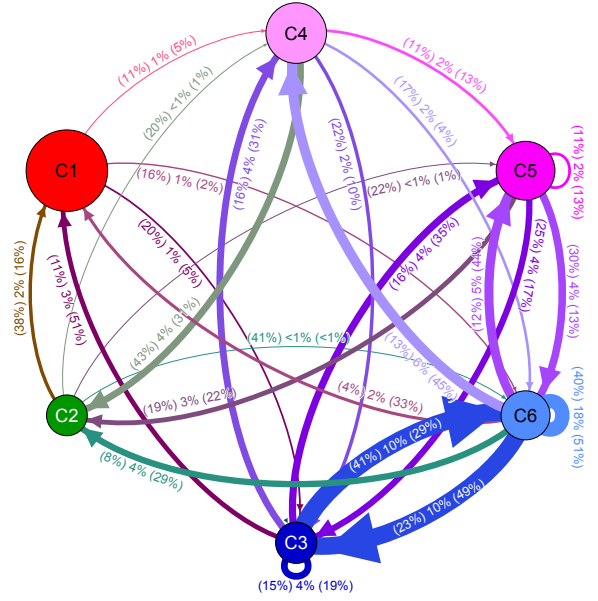 C4
(11%) 1% (5%)
(11%) 2% (13%)
(20%) <1% (1%)
(17%) 2% (4%)
(16%) 4% (31%)
(22%) 2% (10%)
C1
C5
(11%) 2% (13%)
(16%) 1% (2%)
(22%) <1% (1%)
(20%) 1% (5%)
(16%) 4% (35%)
(25%) 4% (17%)
(12%) 5% (44%)
(30%) 4% (13%)
(38%) 2% (16%)
(11%) 3% (51%)
(43%) 4% (31%)
(41%) <1% (<1%)
(13%) 6% (45%)
(19%) 3% (22%)
(4%) 2% (33%)
C2
C6
(40%) 18% (51%)
(8%) 4% (29%)
(41%) 10% (29%)
(23%) 10% (49%)
C3
(15%) 4% (19%)